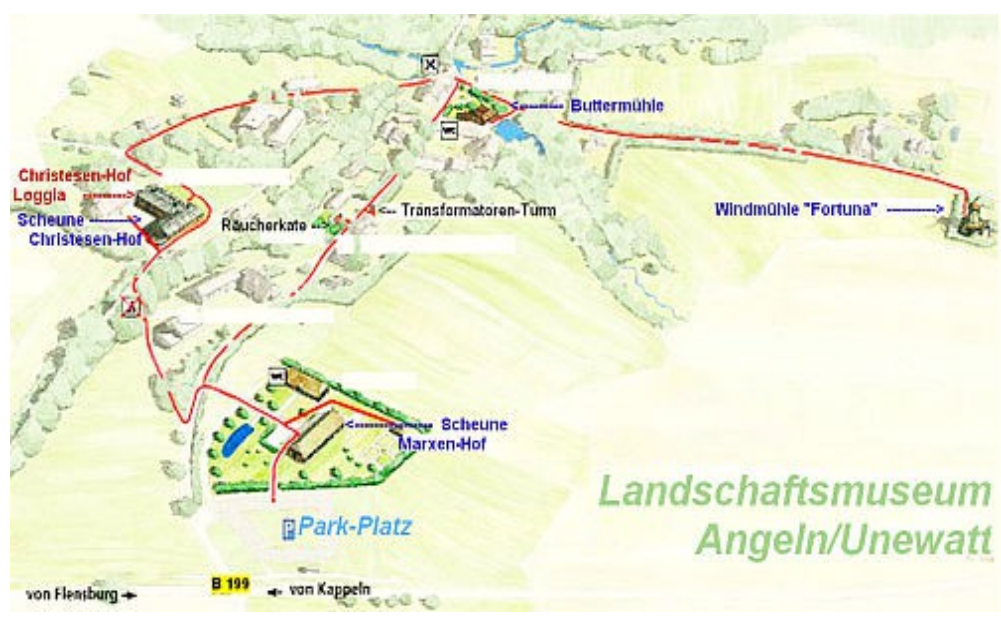 Buttermühle
Christesen-Hof
Loggia
Scheune
Christesen-Hof
Räucherkate
Transformatoren-Turm
Windmühle "Fortuna"
Scheune
Marxen-Hof
Landschaftsmuseum
Angeln/Unewatt
P Park-Platz
B 199
von Flensburg
von Kappeln